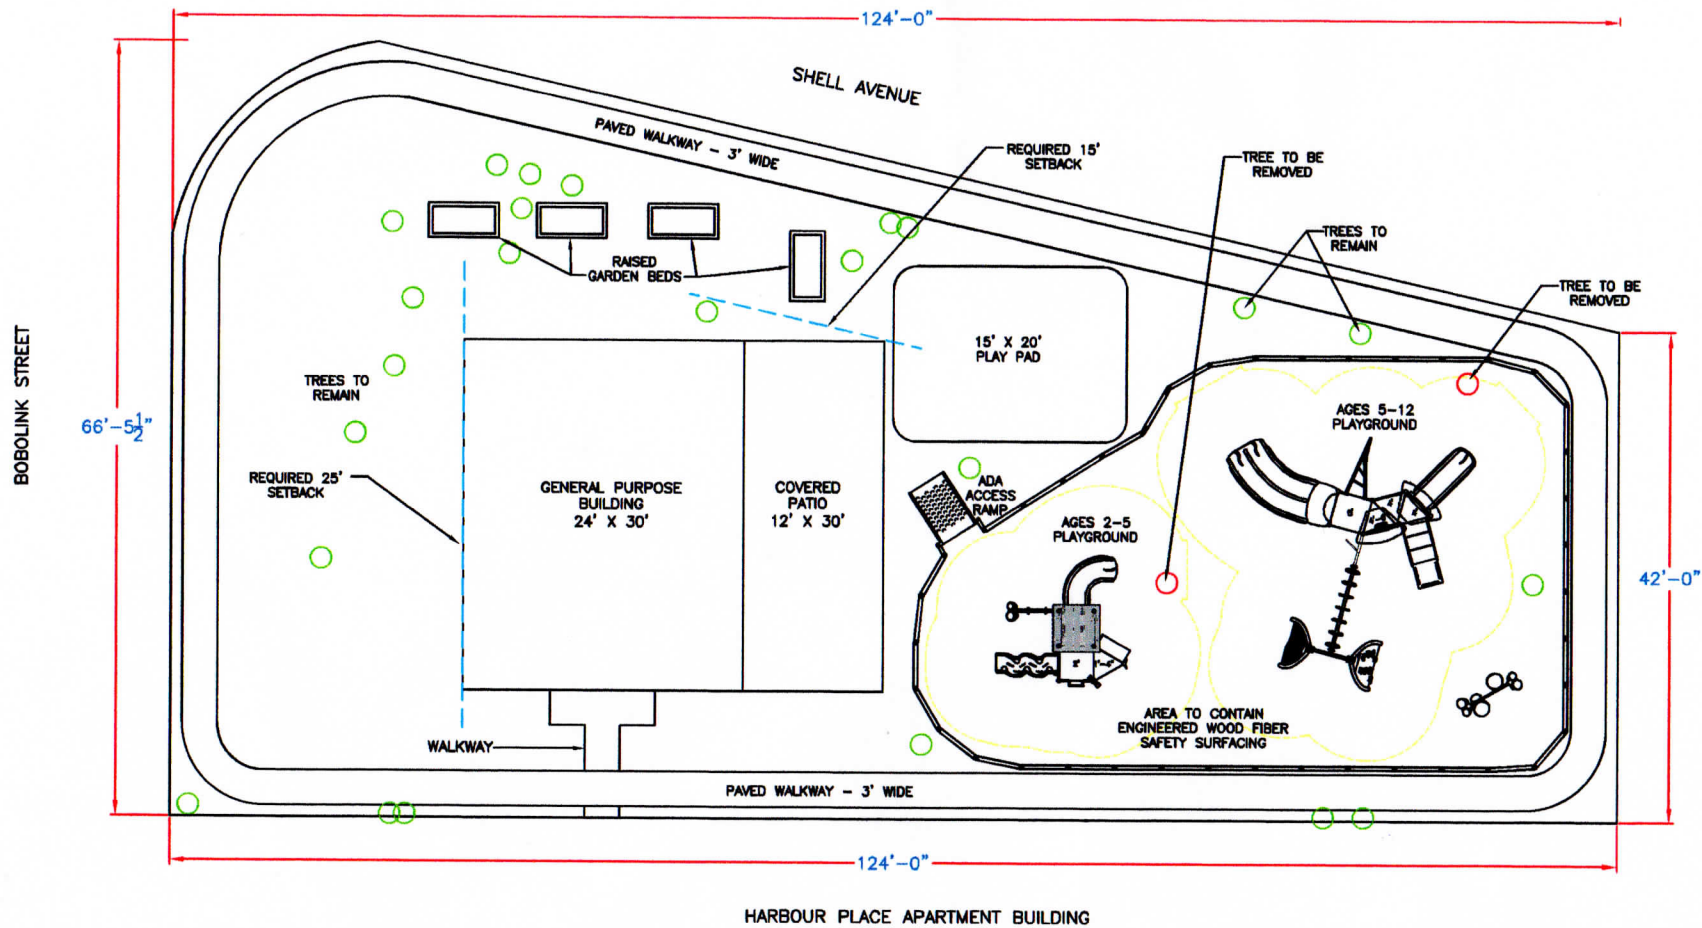 124'-0"
SHELL AVENUE
PAVED WALKWAY - 3' WIDE
REQUIRED 15'
SETBACK
TREE TO BE
REMOVED
TREES TO
REMAIN
TREE TO BE
REMOVED
RAISED
GARDEN BEDS
15' X 20'
PLAY PAD
BOBOLINK STREET
66'-5½"
TREES TO
REMAIN
REQUIRED 25'
SETBACK
GENERAL PURPOSE
BUILDING
24' X 30'
COVERED
PATIO
12' X 30'
ADA
ACCESS
RAMP
AGES 2-5
PLAYGROUND
AGES 5-12
PLAYGROUND
42'-0"
AREA TO CONTAIN
ENGINEERED WOOD FIBER
SAFETY SURFACING
WALKWAY
PAVED WALKWAY - 3' WIDE
124'-0"
HARBOUR PLACE APARTMENT BUILDING